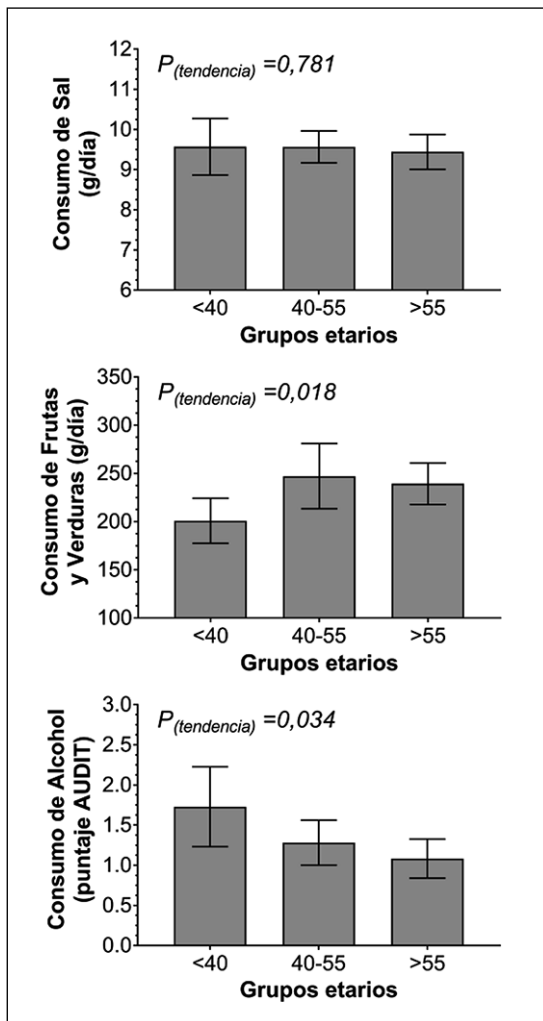 Consumo de Sal
(g/día)
P(tendencia) =0,781
12
11
10
9
8
7
6
<40 40-55 >55
Grupos etarios
Consumo de Frutas
y Verduras (g/día)
P(tendencia) =0,018
350
300
250
200
150
100
<40 40-55 >55
Grupos etarios
Consumo de Alcohol
(puntaje AUDIT)
P(tendencia) =0,034
3.0
2.5
2.0
1.5
1.0
0.5
0.0
<40 40-55 >55
Grupos etarios